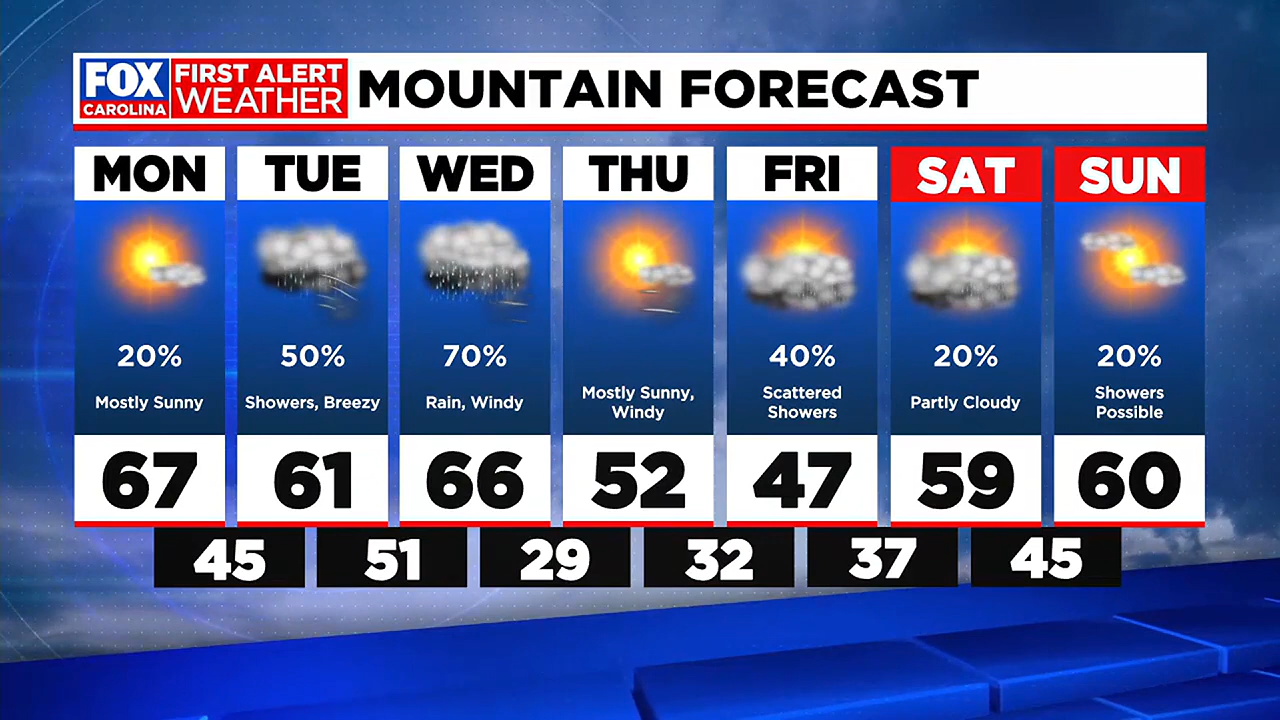 FOX
CAROLINA
FIRST ALERT
WEATHER
MOUNTAIN FORECAST
MON
20%
Mostly Sunny
67
TUE
50%
Showers, Breezy
61
WED
70%
Rain, Windy
66
THU
Mostly Sunny,
Windy
52
FRI
40%
Scattered
Showers
47
SAT
20%
Partly Cloudy
59
SUN
20%
Showers
Possible
60
45
51
29
32
37
45